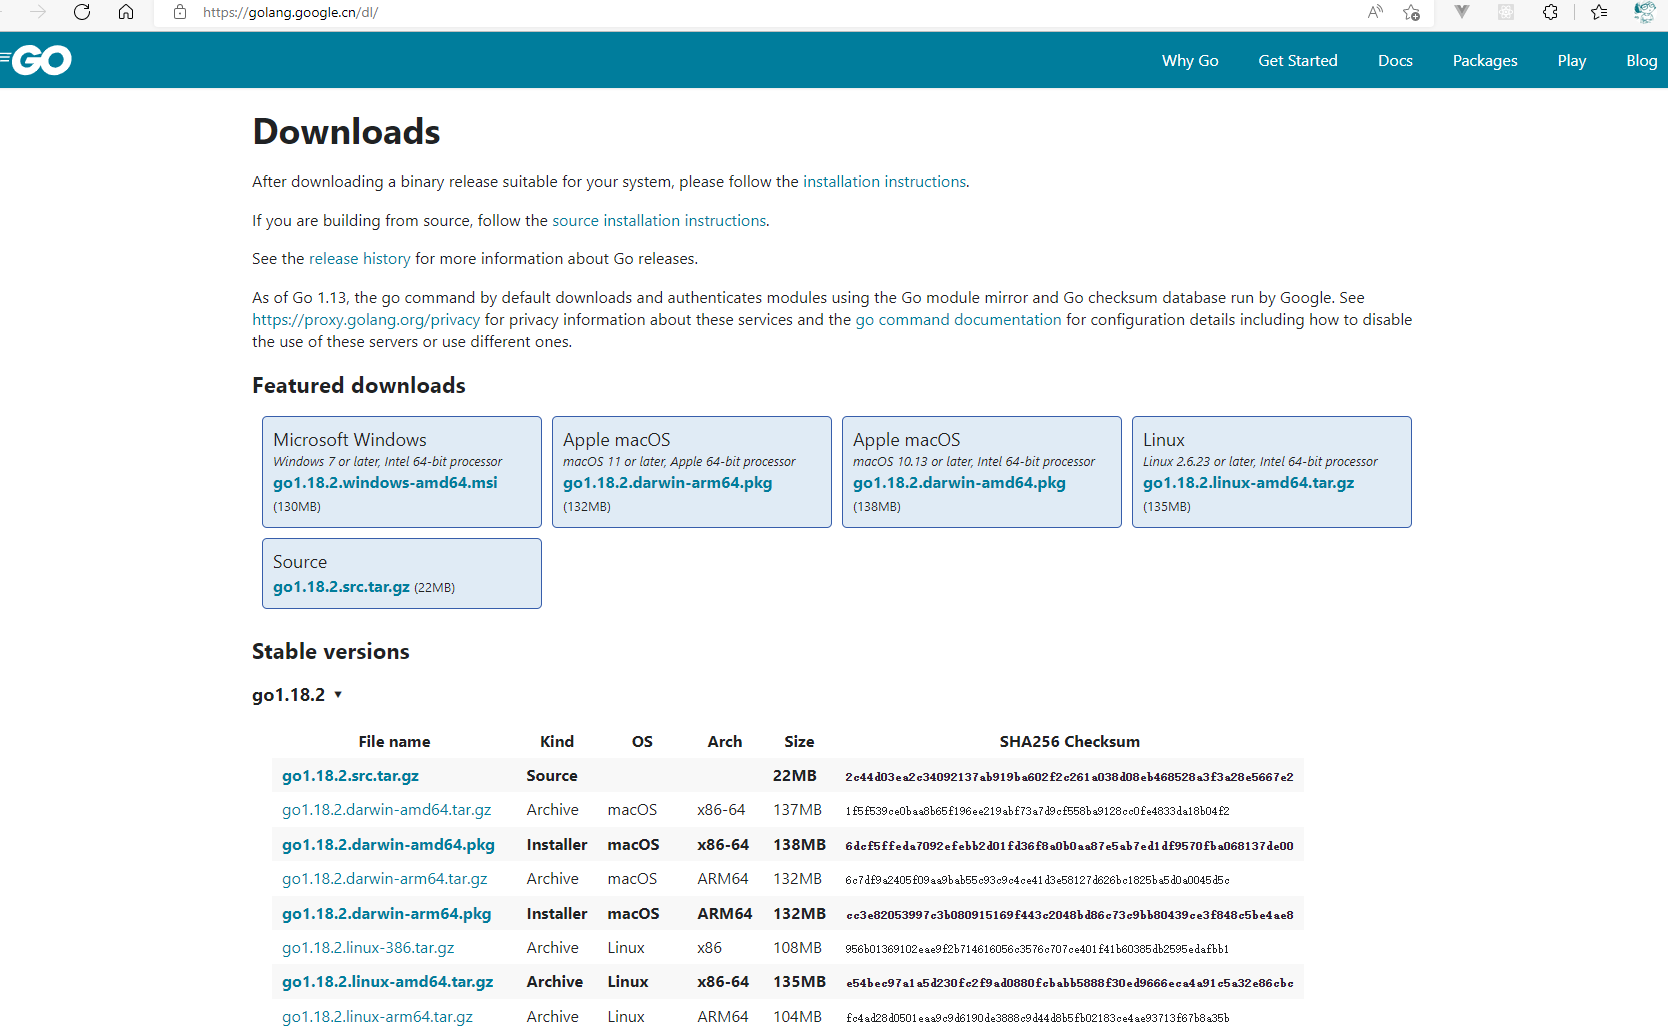 https://golang.google.cn/dl/
GO
Why Go
Get Started
Docs
Packages
Play
Blog
Downloads
After downloading a binary release suitable for your system, please follow the installation instructions.
If you are building from source, follow the source installation instructions.
See the release history for more information about Go releases.
As of Go 1.13, the go command by default downloads and authenticates modules using the Go module mirror and Go checksum database run by Google. See
https://proxy.golang.org/privacy for privacy information about these services and the go command documentation for configuration details including how to disable
the use of these servers or use different ones.
Featured downloads
Microsoft Windows
Windows 7 or later, Intel 64-bit processor
go1.18.2.windows-amd64.msi
(130MB)
Apple macOS
macOS 11 or later, Apple 64-bit processor
go1.18.2.darwin-arm64.pkg
(132MB)
Apple macOS
macOS 10.13 or later, Intel 64-bit processor
go1.18.2.darwin-amd64.pkg
(138MB)
Linux
Linux 2.6.23 or later, Intel 64-bit processor
go1.18.2.linux-amd64.tar.gz
(135MB)
Source
go1.18.2.src.tar.gz (22MB)
Stable versions
go1.18.2 ▾
File name Kind OS Arch Size SHA256 Checksum
go1.18.2.src.tar.gz Source 22MB 2c44d03ea2c34092137ab919ba602f2c261a038d08eb468528a3f3a28e5667e2
go1.18.2.darwin-amd64.tar.gz Archive macOS x86-64 137MB 1f5f539ce0baa8b65f196ee219abf73a7d9cf558ba9128cc0fe4833da18b04f2
go1.18.2.darwin-amd64.pkg Installer macOS x86-64 138MB 6dcf5ffeda7092efebb2d01fd36f8a0b0aa87e5ab7ed1df9570fba068137de00
go1.18.2.darwin-arm64.tar.gz Archive macOS ARM64 132MB 6c7df9a2405f09aa9bab55c93c9c4ce41d3e58127d626bc1825ba5d0a0045d5c
go1.18.2.darwin-arm64.pkg Installer macOS ARM64 132MB cc3e82053997c3b080915169f443c2048bd86c73c9bb80439ce3f848c5be4ae8
go1.18.2.linux-386.tar.gz Archive Linux x86 108MB 956b01369102eae9f2b714616056c3576c707ce401f41b60385db2595edafbb1
go1.18.2.linux-amd64.tar.gz Archive Linux x86-64 135MB e54bec97a1a5d230fc2f9ad0880fcbabb5888f30ed9666eca4a91c5a32e86cbc
go1.18.2.linux-arm64.tar.gz Archive Linux ARM64 104MB fc4ad28d0501eaa9c9d6190de3888c9d44d8b5fb02183ce4ae93713f67b8a35b